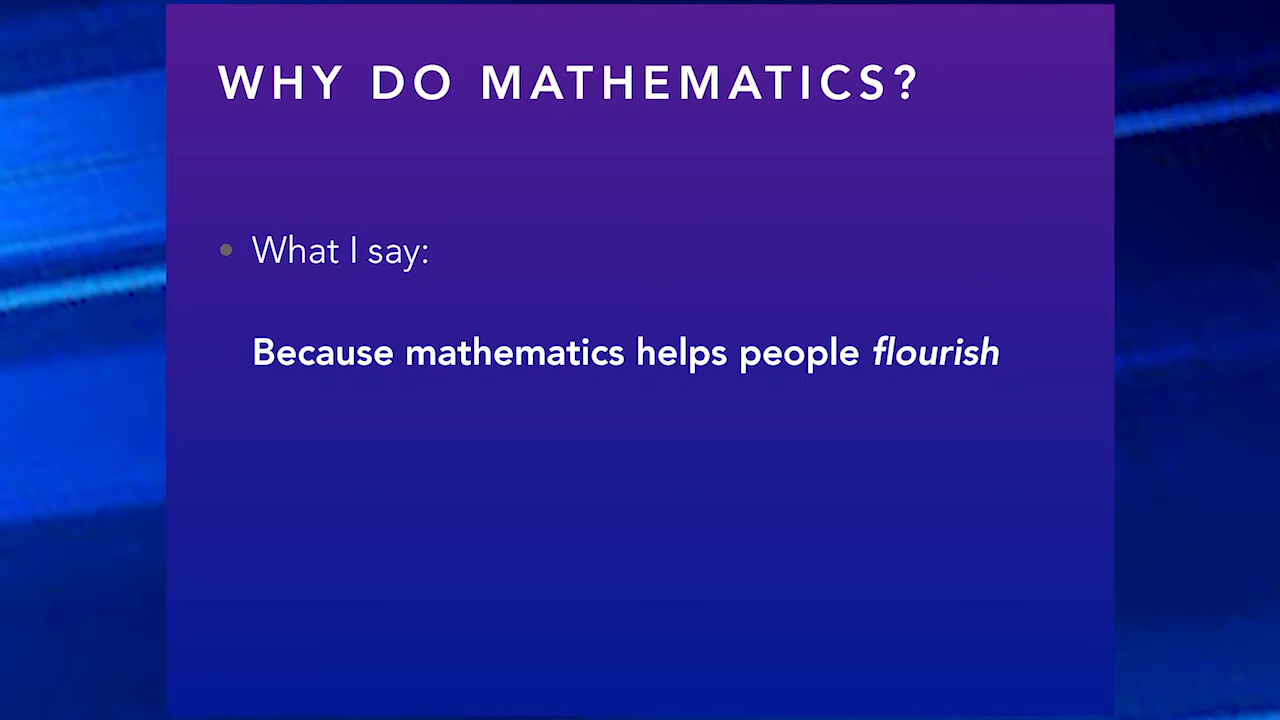 WHY DO MATHEMATICS?
• What I say:
Because mathematics helps people flourish